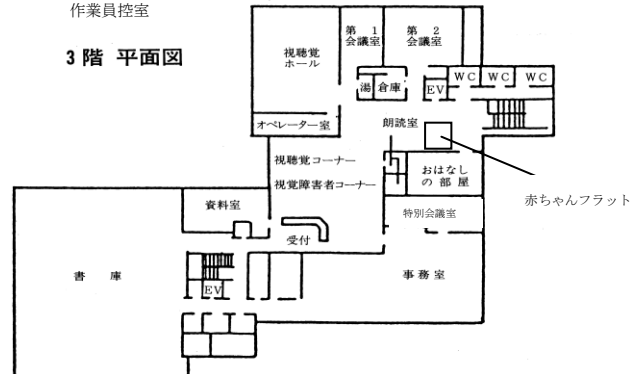 作業員控室
3階 平面図
第1
会議室
第2
会議室
視聴覚
ホール
WC
WC
WC
湯
倉庫
EV
オペレーター室
朗読室
視聴覚コーナー
おはなし
の部屋
視覚障害者コーナー
赤ちゃんフラット
資料室
特別会議室
受付
書庫
事務室
EV